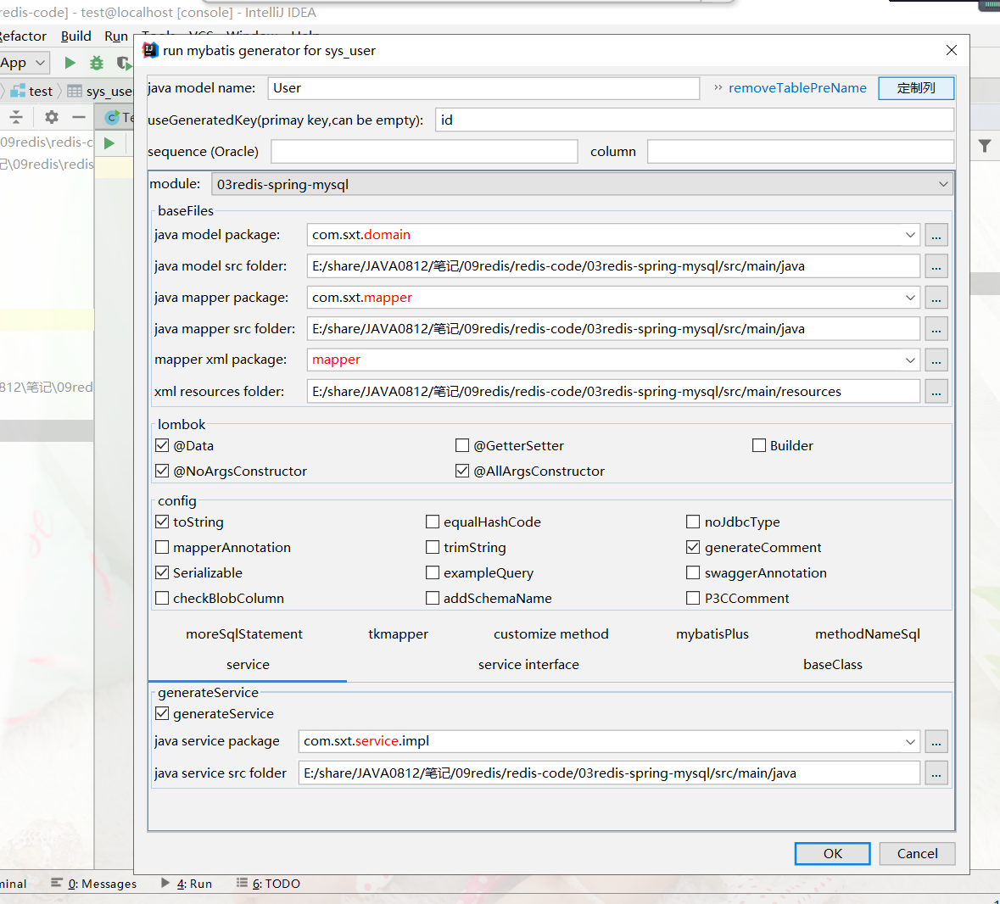 redis-code] - test@localhost [console] - IntelliJ IDEA
Refactor Build Run Tools VCS Window Help
App
test sys_use
Te
09redis\redis-c
记\09redis\redis
812\笔记\09red
run mybatis generator for sys_user
java model name: User removeTablePreName 定制列
useGeneratedKey(primay key,can be empty): id
sequence (Oracle) column
module: 03redis-spring-mysql
baseFiles
java model package: com.sxt.domain ...
java model src folder: E:/share/JAVA0812/笔记/09redis/redis-code/03redis-spring-mysql/src/main/java ...
java mapper package: com.sxt.mapper ...
java mapper src folder: E:/share/JAVA0812/笔记/09redis/redis-code/03redis-spring-mysql/src/main/java ...
mapper xml package: mapper ...
xml resources folder: E:/share/JAVA0812/笔记/09redis/redis-code/03redis-spring-mysql/src/main/resources ...
lombok
@Data @GetterSetter Builder
@NoArgsConstructor @AllArgsConstructor
config
toString equalHashCode noJdbcType
mapperAnnotation trimString generateComment
Serializable exampleQuery swaggerAnnotation
checkBlobColumn addSchemaName P3CComment
moreSqlStatement tkmapper customize method mybatisPlus methodNameSql
service service interface baseClass
generateService
generateService
java service package com.sxt.service.impl ...
java service src folder E:/share/JAVA0812/笔记/09redis/redis-code/03redis-spring-mysql/src/main/java ...
OK Cancel
minal 0: Messages 4: Run 6: TODO